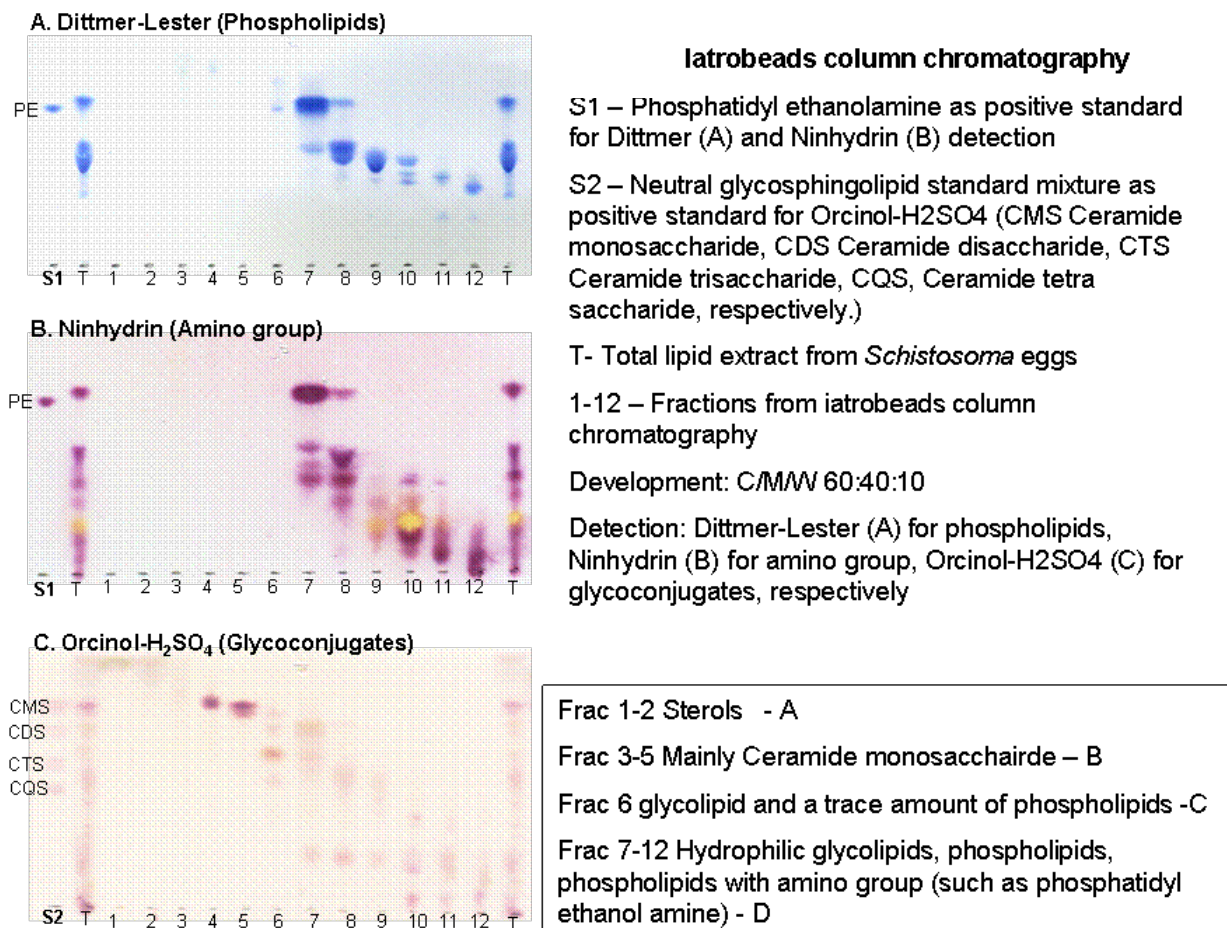 A. Dittmer-Lester (Phospholipids)
PE
S1 T 1 2 3 4 5 6 7 8 9 10 11 12 T
B. Ninhydrin (Amino group)
PE
S1 T 1 2 3 4 5 6 7 8 9 10 11 12 T
C. Orcinol-H2SO4 (Glycoconjugates)
CMS
CDS
CTS
CQS
S2 T 1 2 3 4 5 6 7 8 9 10 11 12 T
Iatrobeads column chromatography
S1 – Phosphatidyl ethanolamine as positive standard
for Dittmer (A) and Ninhydrin (B) detection
S2 – Neutral glycosphingolipid standard mixture as
positive standard for Orcinol-H2SO4 (CMS Ceramide
monosaccharide, CDS Ceramide disaccharide, CTS
Ceramide trisaccharide, CQS, Ceramide tetra
saccharide, respectively.)
T- Total lipid extract from Schistosoma eggs
1-12 – Fractions from iatrobeads column
chromatography
Development: C/M/W 60:40:10
Detection: Dittmer-Lester (A) for phospholipids,
Ninhydrin (B) for amino group, Orcinol-H2SO4 (C) for
glycoconjugates, respectively
Frac 1-2 Sterols - A
Frac 3-5 Mainly Ceramide monosacchairde – B
Frac 6 glycolipid and a trace amount of phospholipids -C
Frac 7-12 Hydrophilic glycolipids, phospholipids,
phospholipids with amino group (such as phosphatidyl
ethanol amine) - D